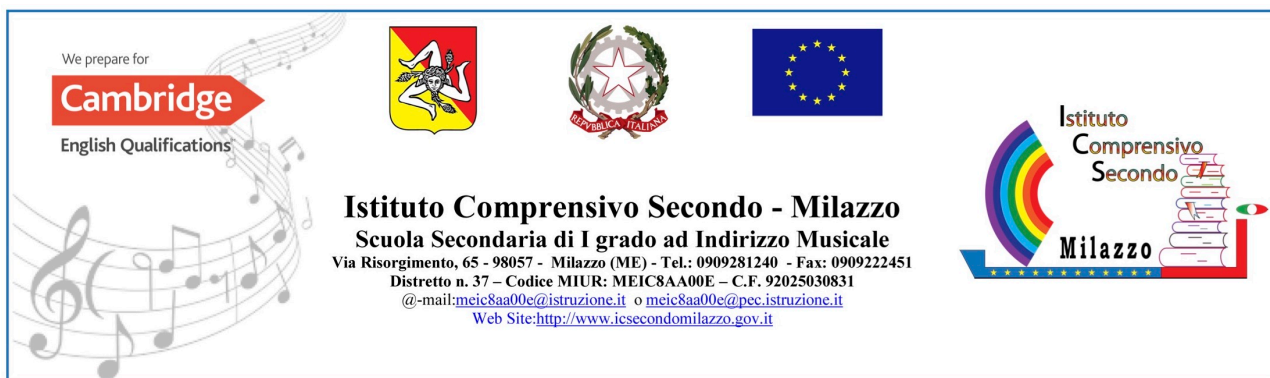 We prepare for
Cambridge
English Qualifications
REPVBBLICA ITALIANA
Istituto
Comprensivo
Secondo
Milazzo
Istituto Comprensivo Secondo - Milazzo
Scuola Secondaria di I grado ad Indirizzo Musicale
Via Risorgimento, 65 - 98057 - Milazzo (ME) - Tel.: 0909281240 - Fax: 0909222451
Distretto n. 37 – Codice MIUR: MEIC8AA00E – C.F. 92025030831
@-mail:meic8aa00e@istruzione.it o meic8aa00e@pec.istruzione.it
Web Site:http://www.icsecondomilazzo.gov.it